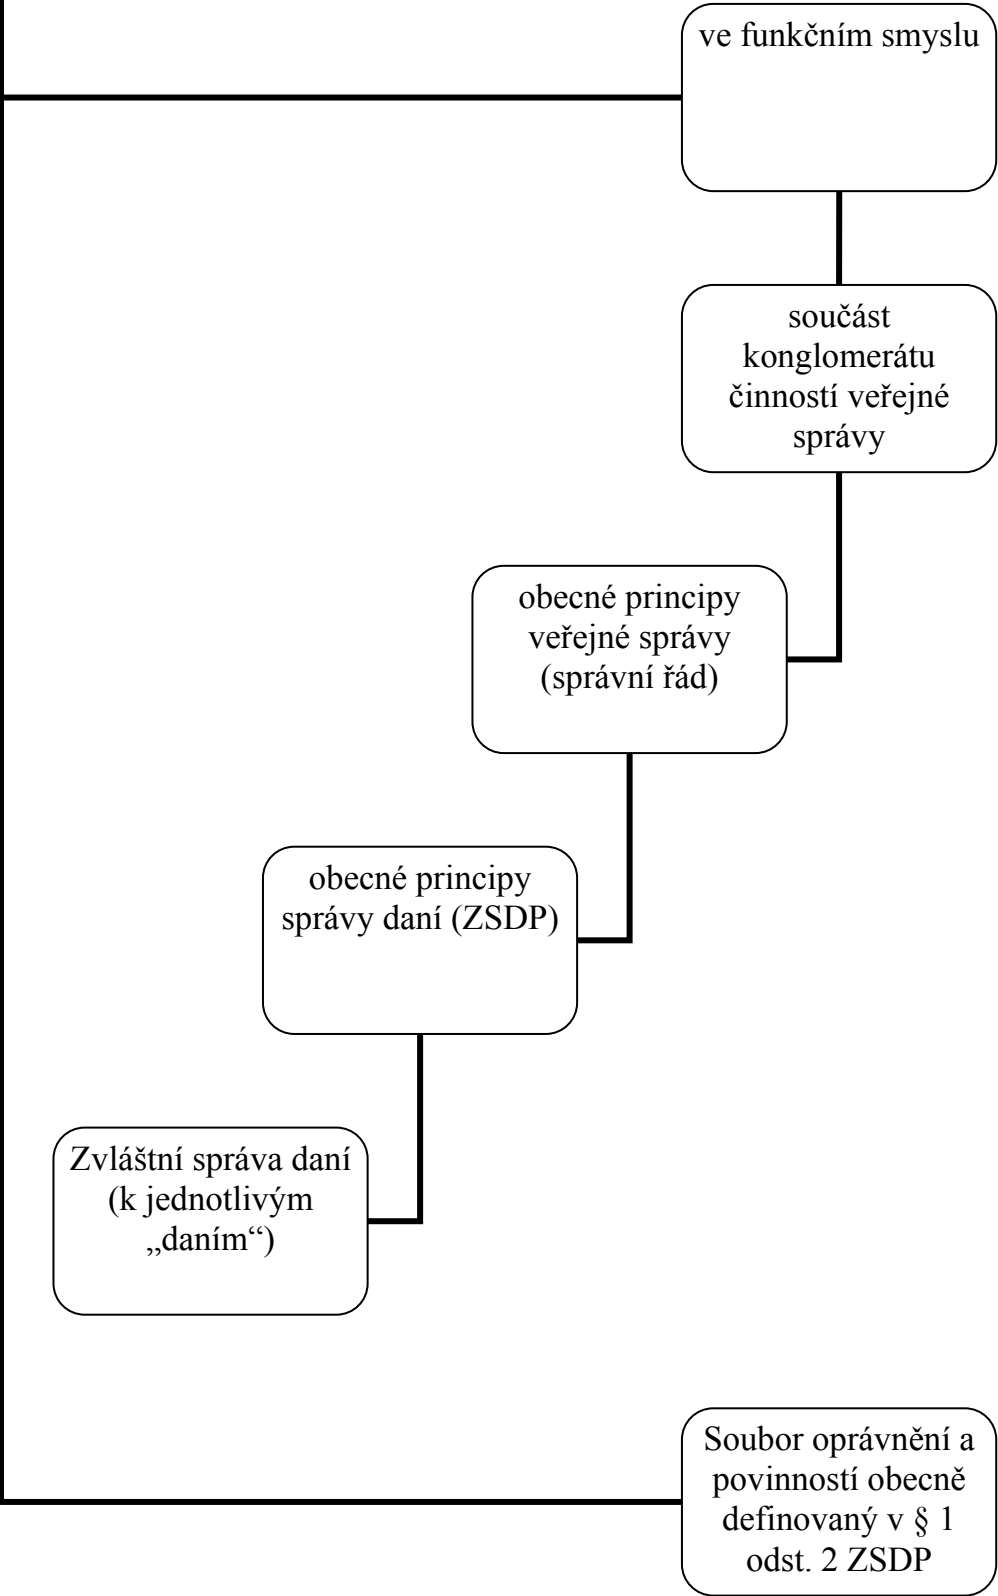 ve funkčním smyslu
součást
konglomerátu
činností veřejné
správy
obecné principy
veřejné správy
(správní řád)
obecné principy
správy daní (ZSDP)
Zvláštní správa daní
(k jednotlivým
„daním“)
Soubor oprávnění a
povinností obecně
definovaný v § 1
odst. 2 ZSDP